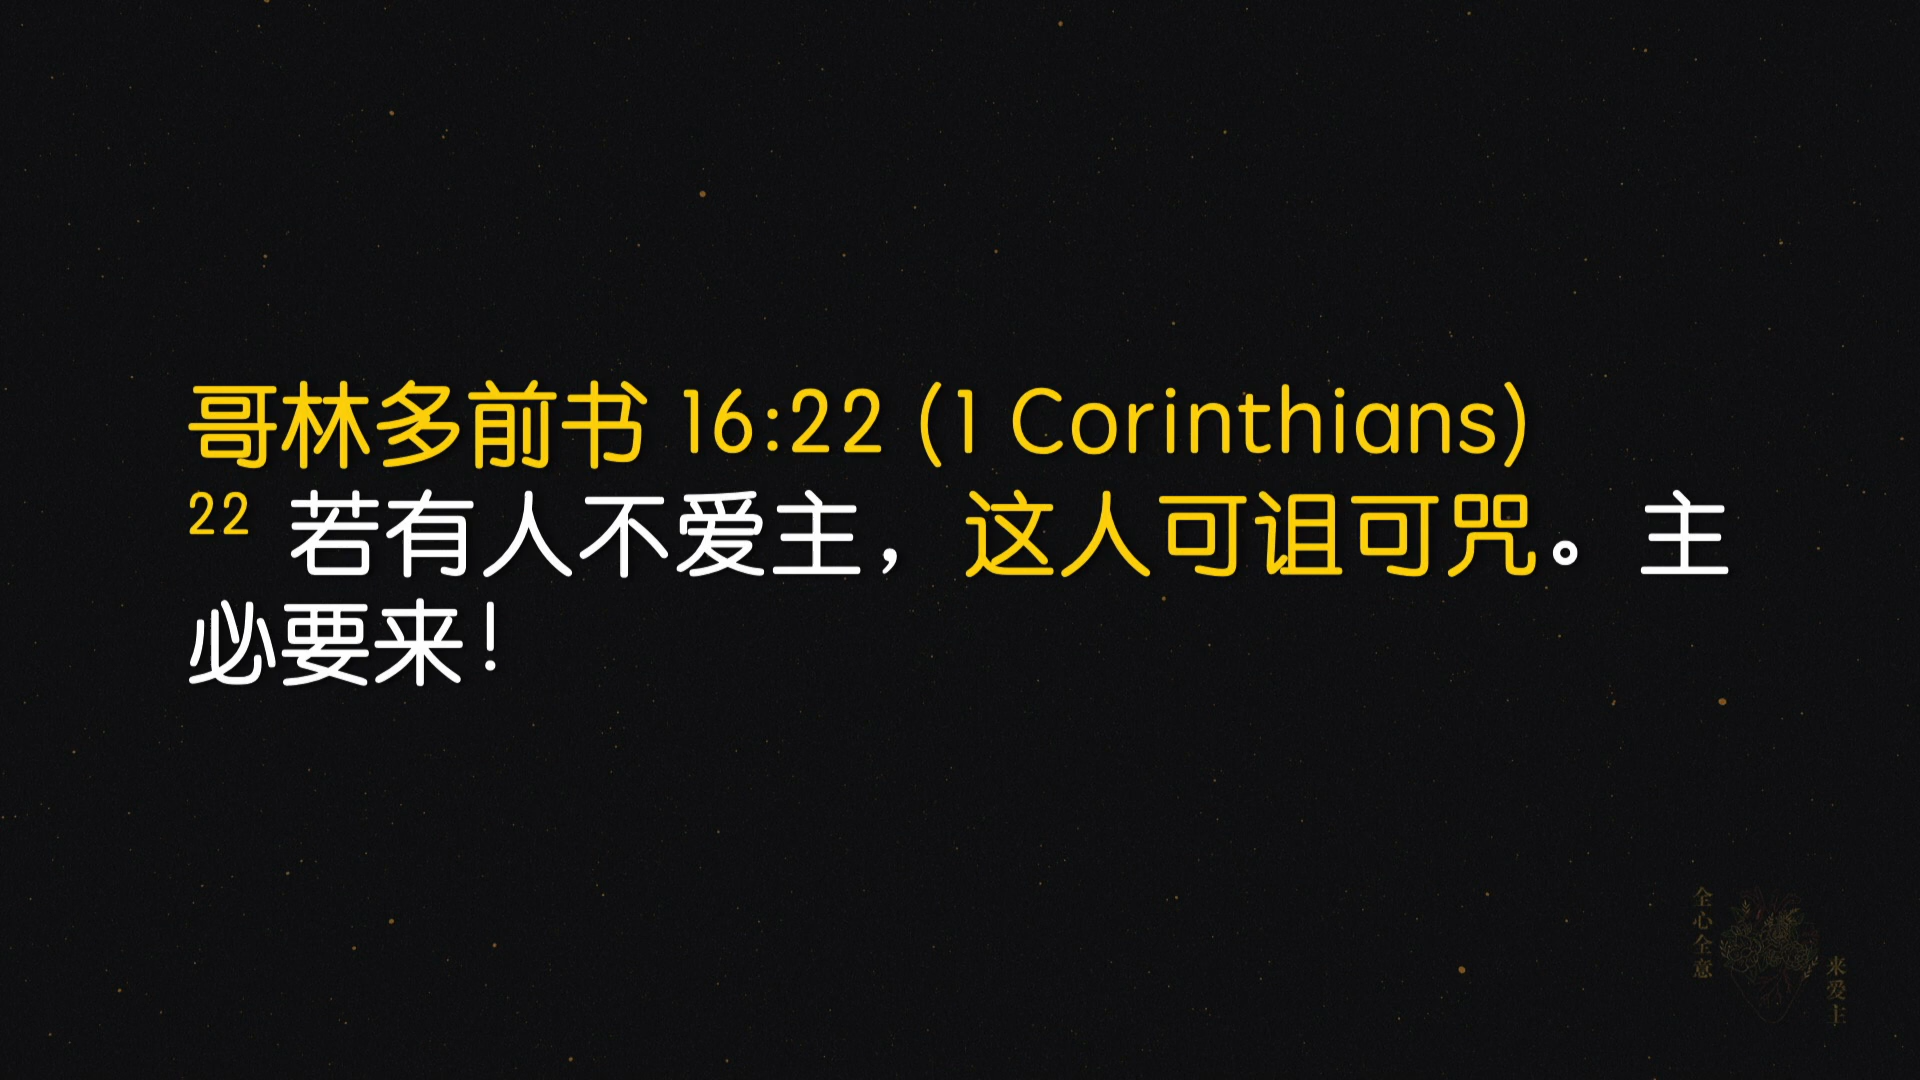 哥林多前书 16:22 (1 Corinthians)
22 若有人不爱主，这人可诅可咒。主
必要来！
全心全意
来爱主